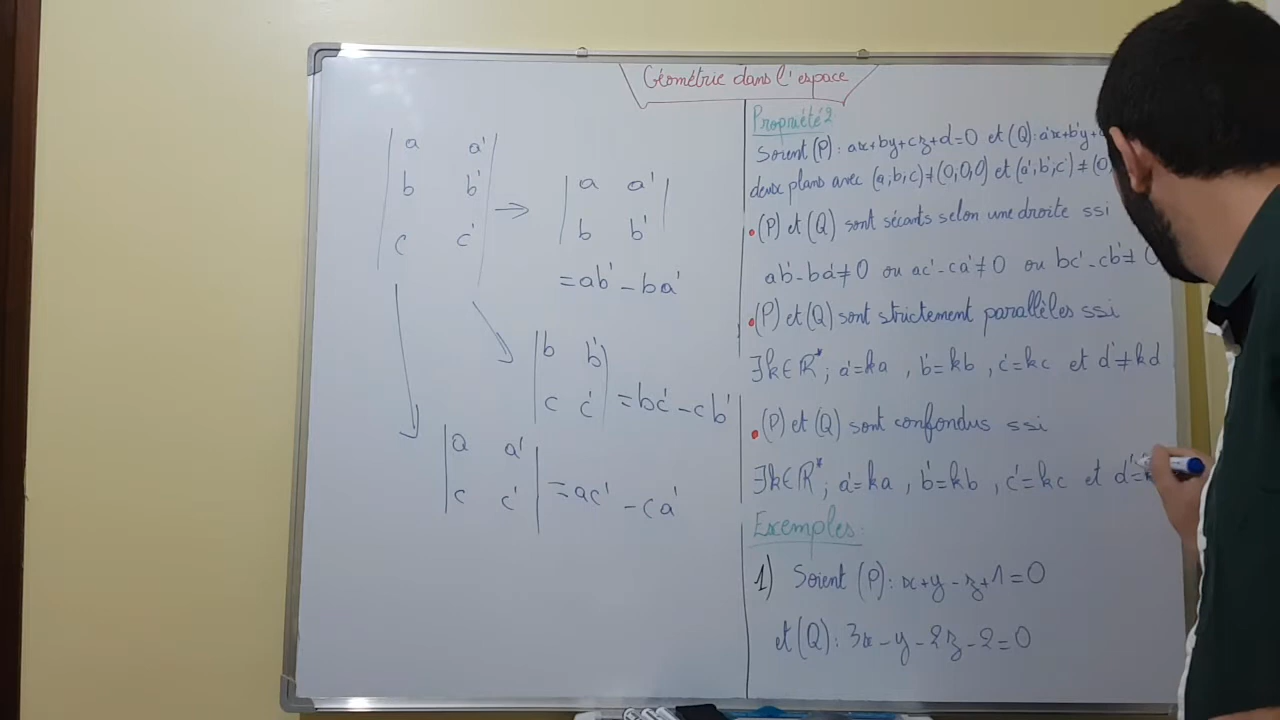 Géométrie dans l'espace
a a'
b b'
c c'
a a'
b b'
=ab'-ba'
b b'
c c' =bc'-cb'
a a'
c c' =ac'-ca'
Propriété 2
Soient (P): ax+by+cz+d=0 et (Q): a'x+b'y+
deux plans avec (a,b,c)≠(0,0,0) et (a',b',c')≠(0,
.(P) et (Q) sont sécants selon une droite ssi
ab'-ba'≠0 ou ac'-ca'≠0 ou bc'-cb'≠0
.(P) et (Q) sont strictement parallèles ssi
∃k∈ℝ*; a'=ka, b'=kb, c'=kc et d'≠kd
.(P) et (Q) sont confondus ssi
∃k∈ℝ*; a'=ka, b'=kb, c'=kc et d'=
Exemples:
1) Soient (P): x+y-z+1=0
et (Q): 3x-y-2z-2=0